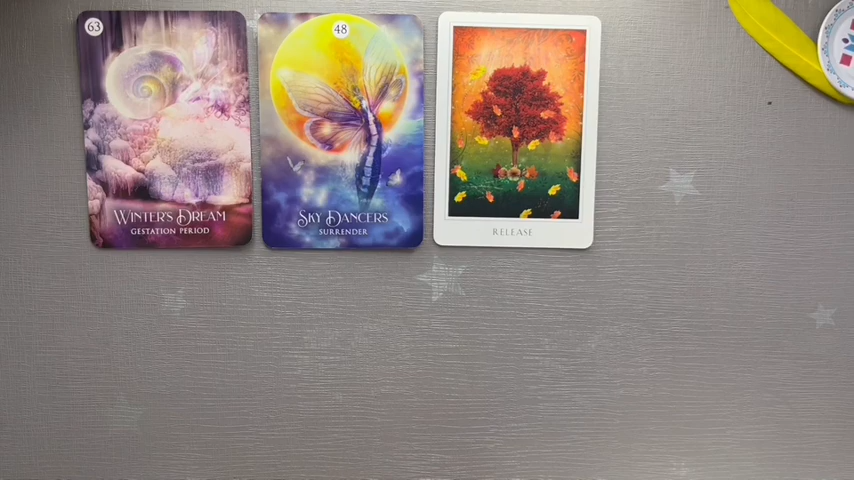 63
WINTER'S DREAM
GESTATION PERIOD
48
SKY DANCERS
SURRENDER
RELEASE